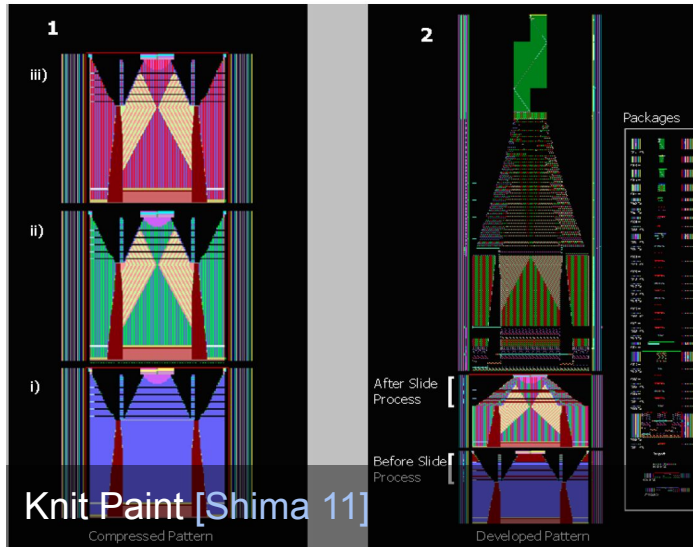 1
iii)
ii)
i)
2
Packages
After Slide
Process
Before Slide
Process
Knit Paint [Shima 11]
Compressed Pattern
Developed Pattern